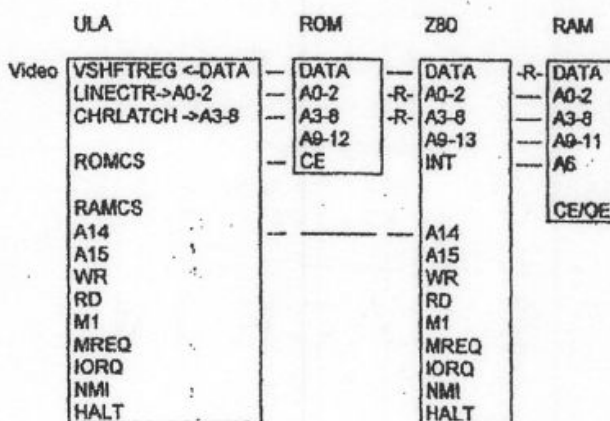 ULA ROM Z80 RAM
Video VSHFTREG <-DATA — DATA — DATA -R- DATA
LINECTR->A0-2 — A0-2 -R- A0-2 — A0-2
CHRLATCH ->A3-8 — A3-8 -R- A3-8 — A3-8
A9-12 A9-13 — A9-11
ROMCS — CE INT — A6
RAMCS CE/OE
A14 — — — A14
A15 A15
WR WR
RD RD
M1 M1
MREQ MREQ
IORQ IORQ
NMI NMI
HALT HALT